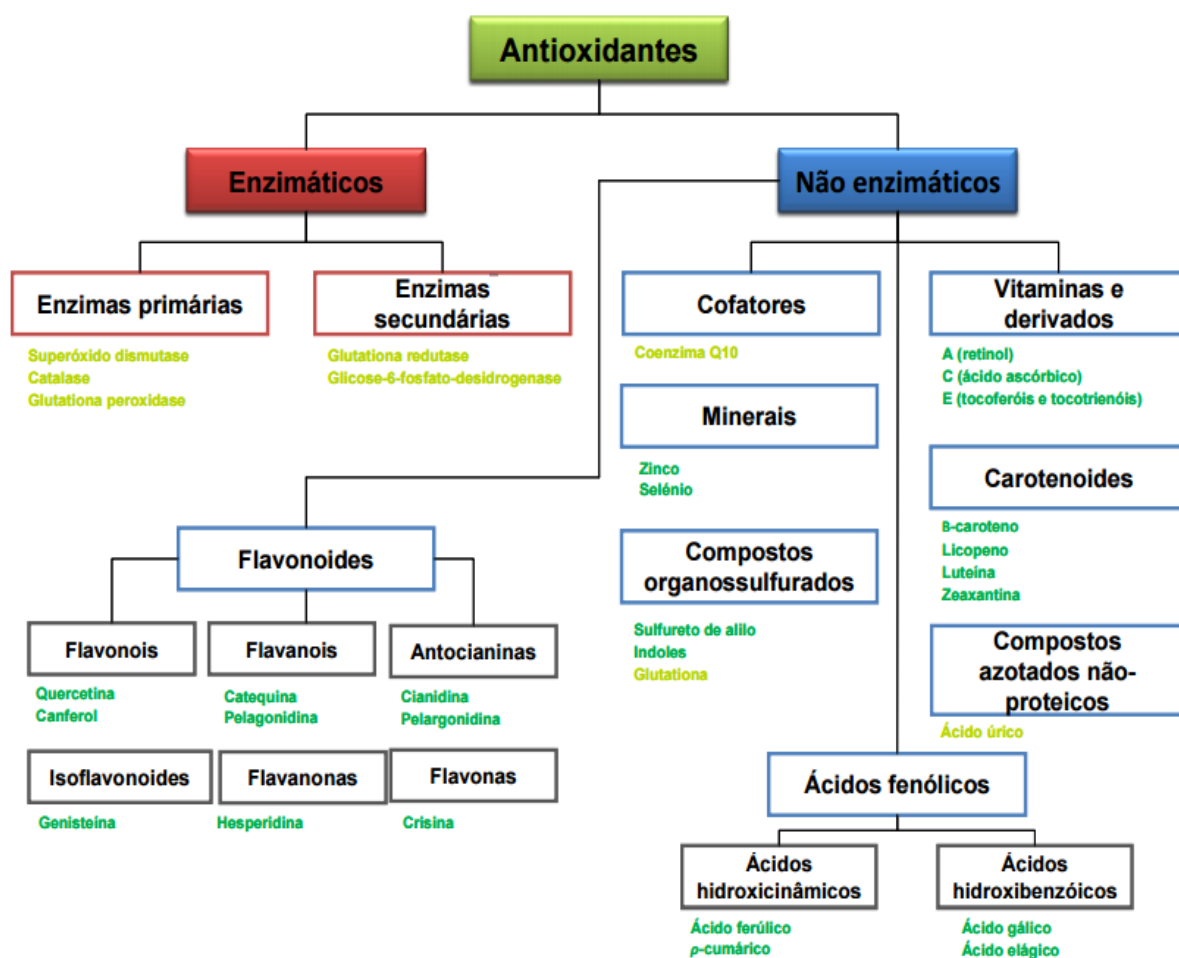 Antioxidantes
Enzimáticos
Não enzimáticos
Enzimas primárias
Superóxido dismutase
Catalase
Glutationa peroxidase
Enzimas
secundárias
Glutationa redutase
Glicose-6-fosfato-desidrogenase
Cofatores
Coenzima Q10
Vitaminas e
derivados
A (retinol)
C (ácido ascórbico)
E (tocoferóis e tocotrienóis)
Minerais
Zinco
Selénio
Carotenoides
B-caroteno
Licopeno
Luteína
Zeaxantina
Compostos
organossulfurados
Sulfureto de alilo
Indoles
Glutationa
Compostos
azotados não-
proteicos
Ácido úrico
Flavonoides
Flavonois
Quercetina
Canferol
Flavanois
Catequina
Pelagonidina
Antocianinas
Cianidina
Pelargonidina
Isoflavonoides
Genisteína
Flavanonas
Hesperidina
Flavonas
Crisina
Ácidos fenólicos
Ácidos
hidroxicinâmicos
Ácido ferúlico
p-cumárico
Ácidos
hidroxibenzóicos
Ácido gálico
Ácido elágico